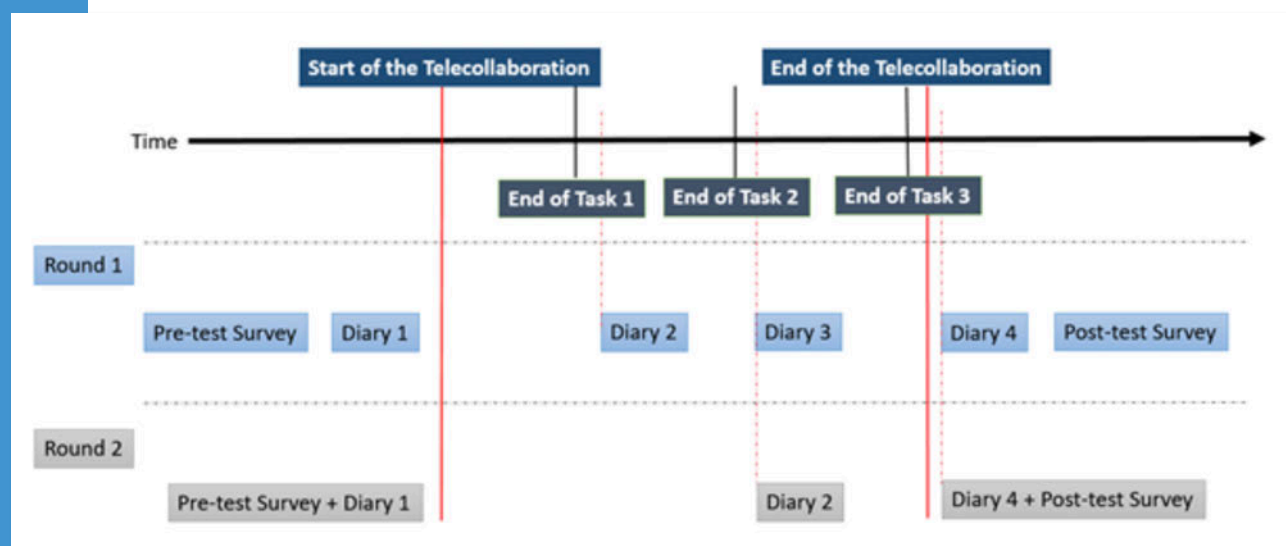 Start of the Telecollaboration
End of the Telecollaboration
Time
End of Task 1
End of Task 2
End of Task 3
Round 1
Pre-test Survey
Diary 1
Diary 2
Diary 3
Diary 4
Post-test Survey
Round 2
Pre-test Survey + Diary 1
Diary 2
Diary 4 + Post-test Survey